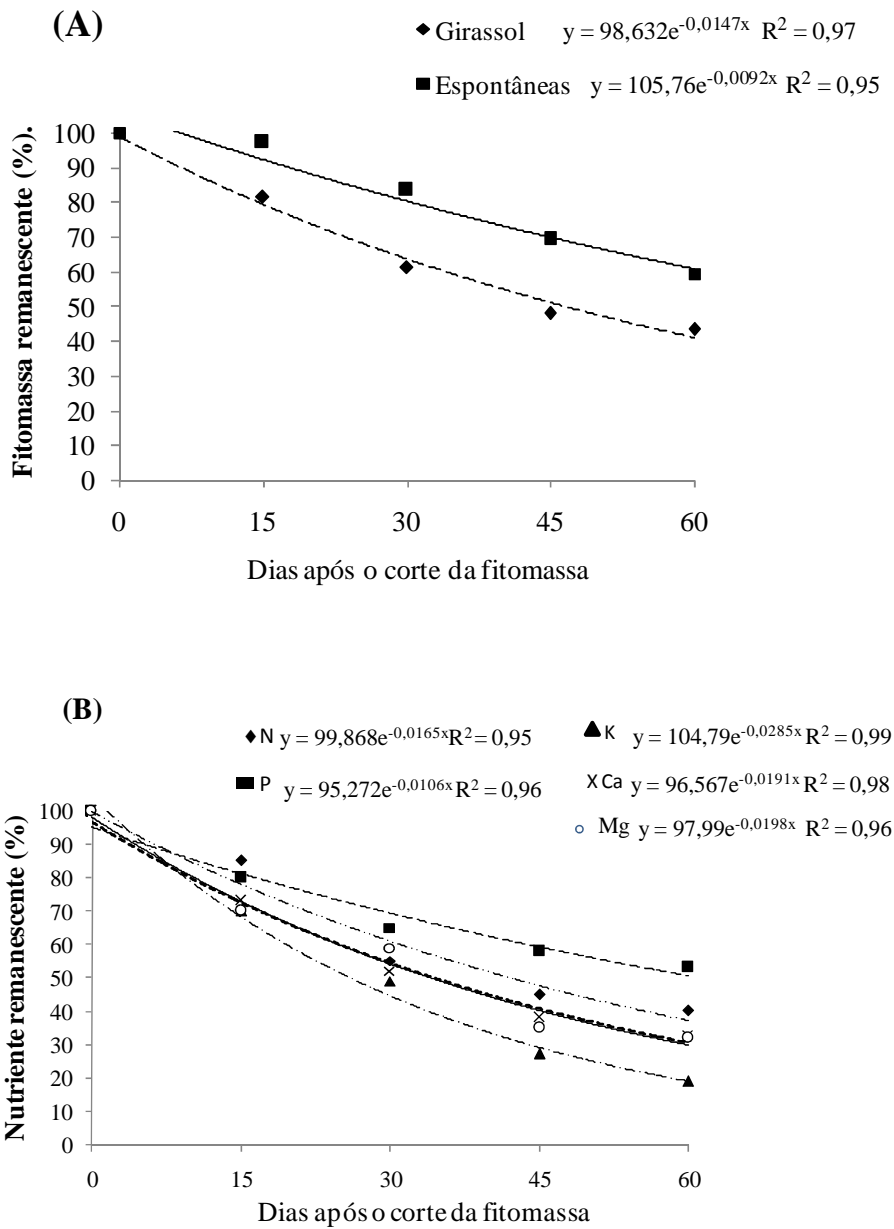 (A)
Girassol y = 98,632e^-0,0147x R² = 0,97
Espontâneas y = 105,76e^-0,0092x R² = 0,95
Fitomassa remanescente (%).
100
90
80
70
60
50
40
30
20
10
0
0 15 30 45 60
Dias após o corte da fitomassa
(B)
N y = 99,868e^-0,0165x R² = 0,95
K y = 104,79e^-0,0285x R² = 0,99
P y = 95,272e^-0,0106x R² = 0,96
Ca y = 96,567e^-0,0191x R² = 0,98
Mg y = 97,99e^-0,0198x R² = 0,96
Nutriente remanescente (%)
100
90
80
70
60
50
40
30
20
10
0
0 15 30 45 60
Dias após o corte da fitomassa